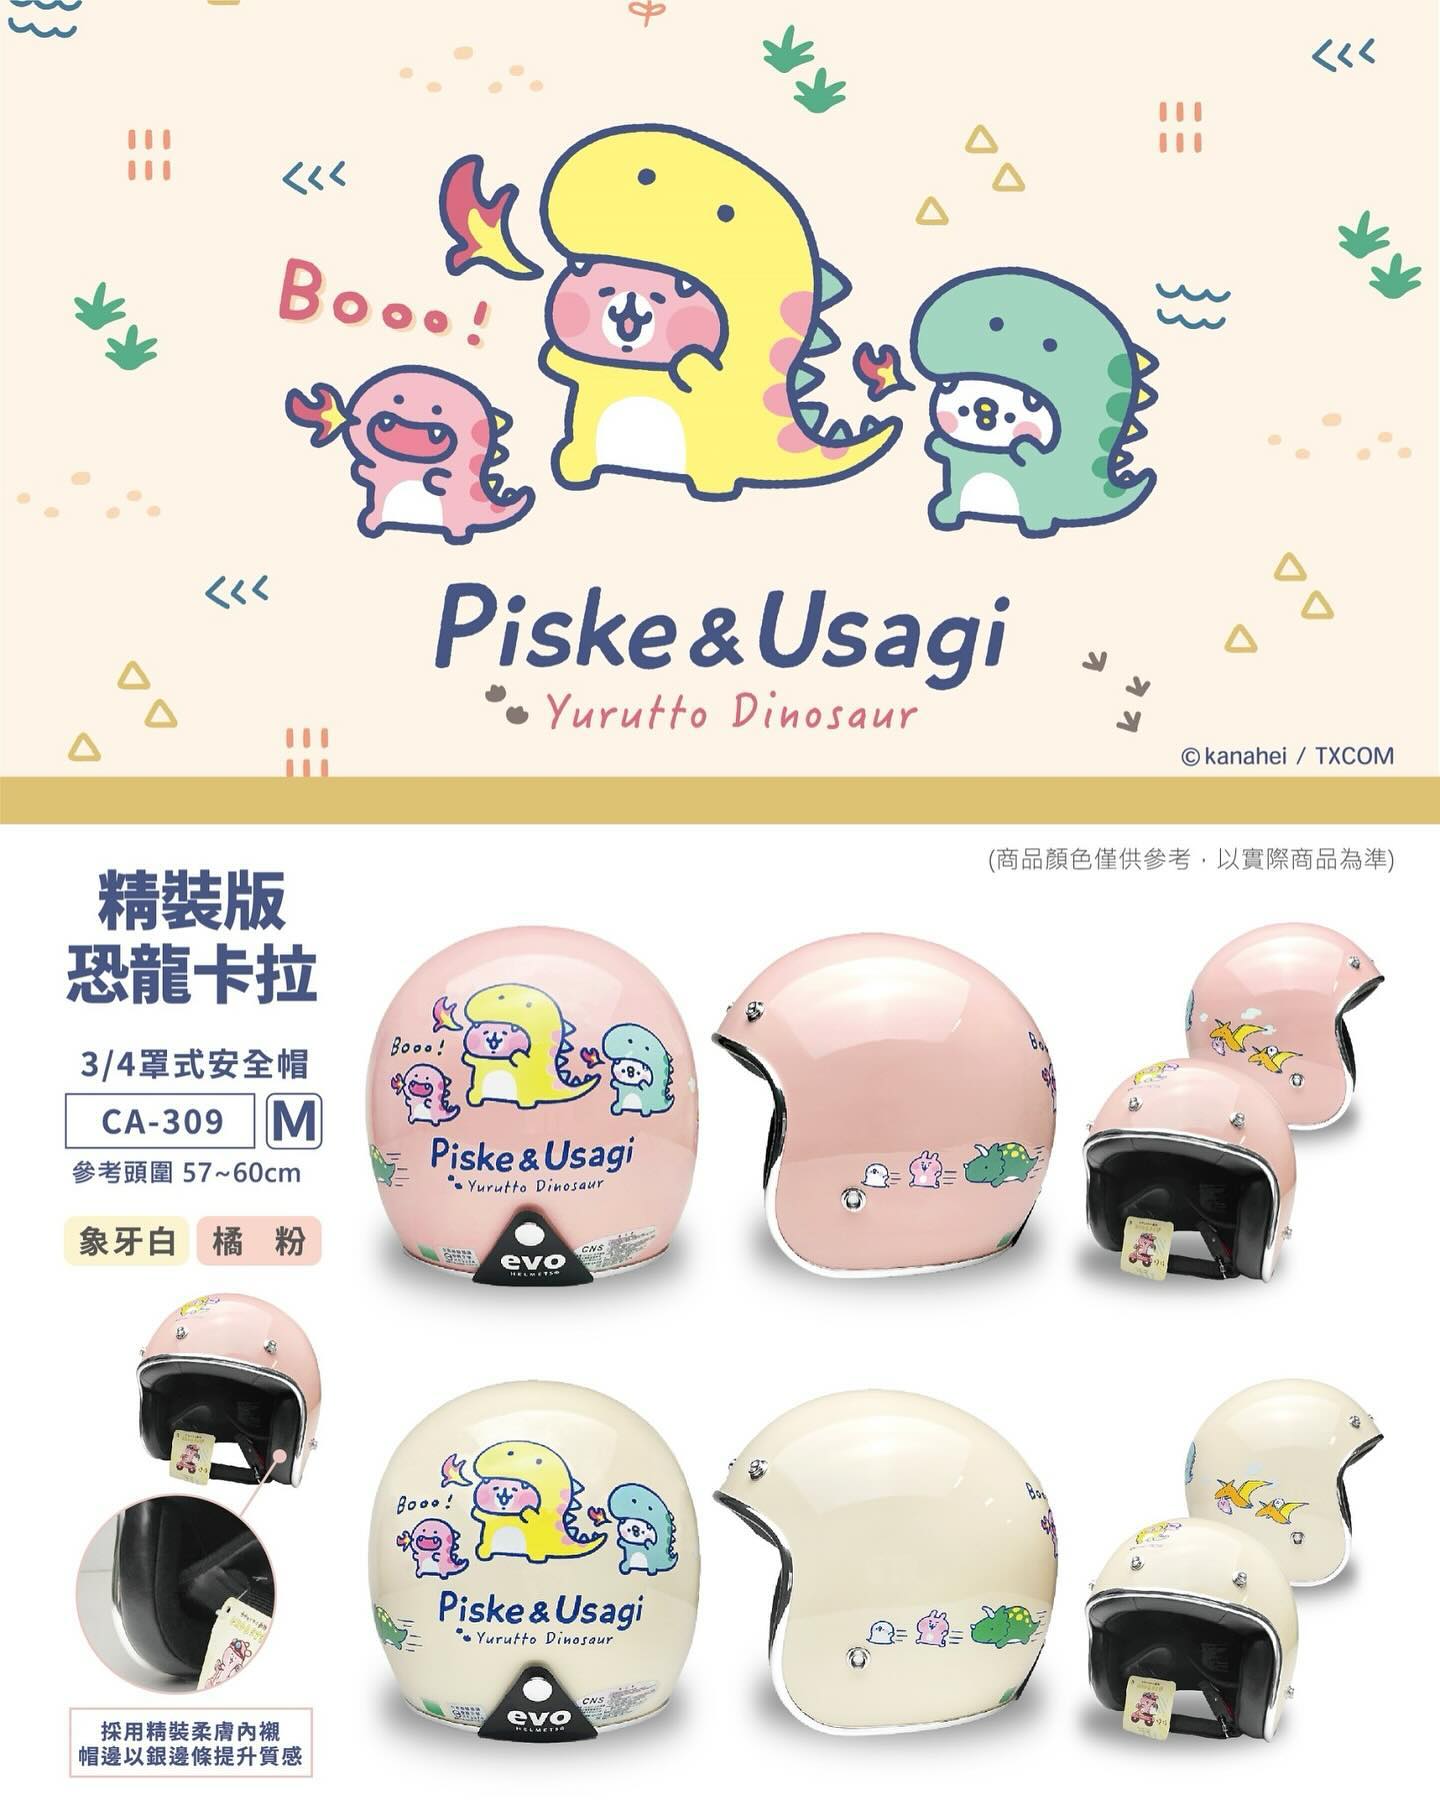 Booo!
Piske & Usagi
Yurutto Dinosaur
©kanahei / TXCOM
(商品顏色僅供參考，以實際商品為準)
精裝版
恐龍卡拉
3/4罩式安全帽
CA-309 M
參考頭圍 57~60cm
象牙白 橘 粉
Booo!
Piske & Usagi
Yurutto Dinosaur
CNS
evo
HELMETS
Boo
Booo!
Piske & Usagi
Yurutto Dinosaur
CNS
evo
HELMETS
Boo
採用精裝柔膚內襯
帽邊以銀邊條提升質感